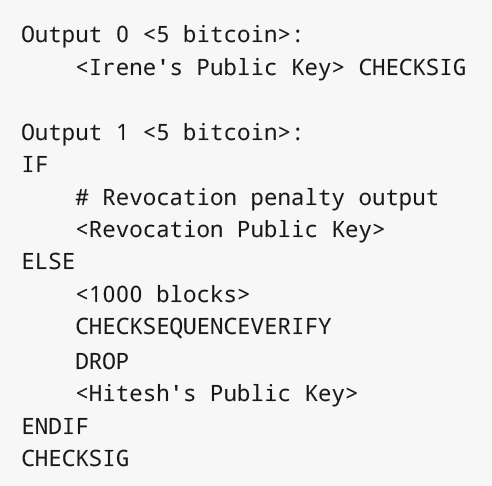 Output 0 <5 bitcoin>:
    <Irene's Public Key> CHECKSIG

Output 1 <5 bitcoin>:
IF
    # Revocation penalty output
    <Revocation Public Key>
ELSE
    <1000 blocks>
    CHECKSEQUENCEVERIFY
    DROP
    <Hitesh's Public Key>
ENDIF
CHECKSIG